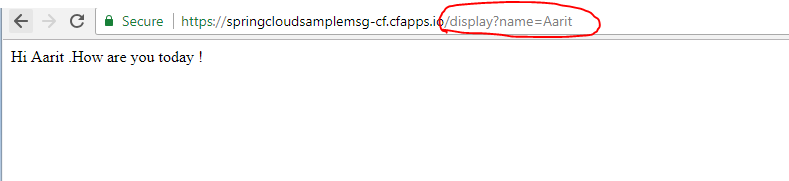 Secure https://springcloudsamplemsg-cf.cfapps.io/display?name=Aarit
Hi Aarit .How are you today !